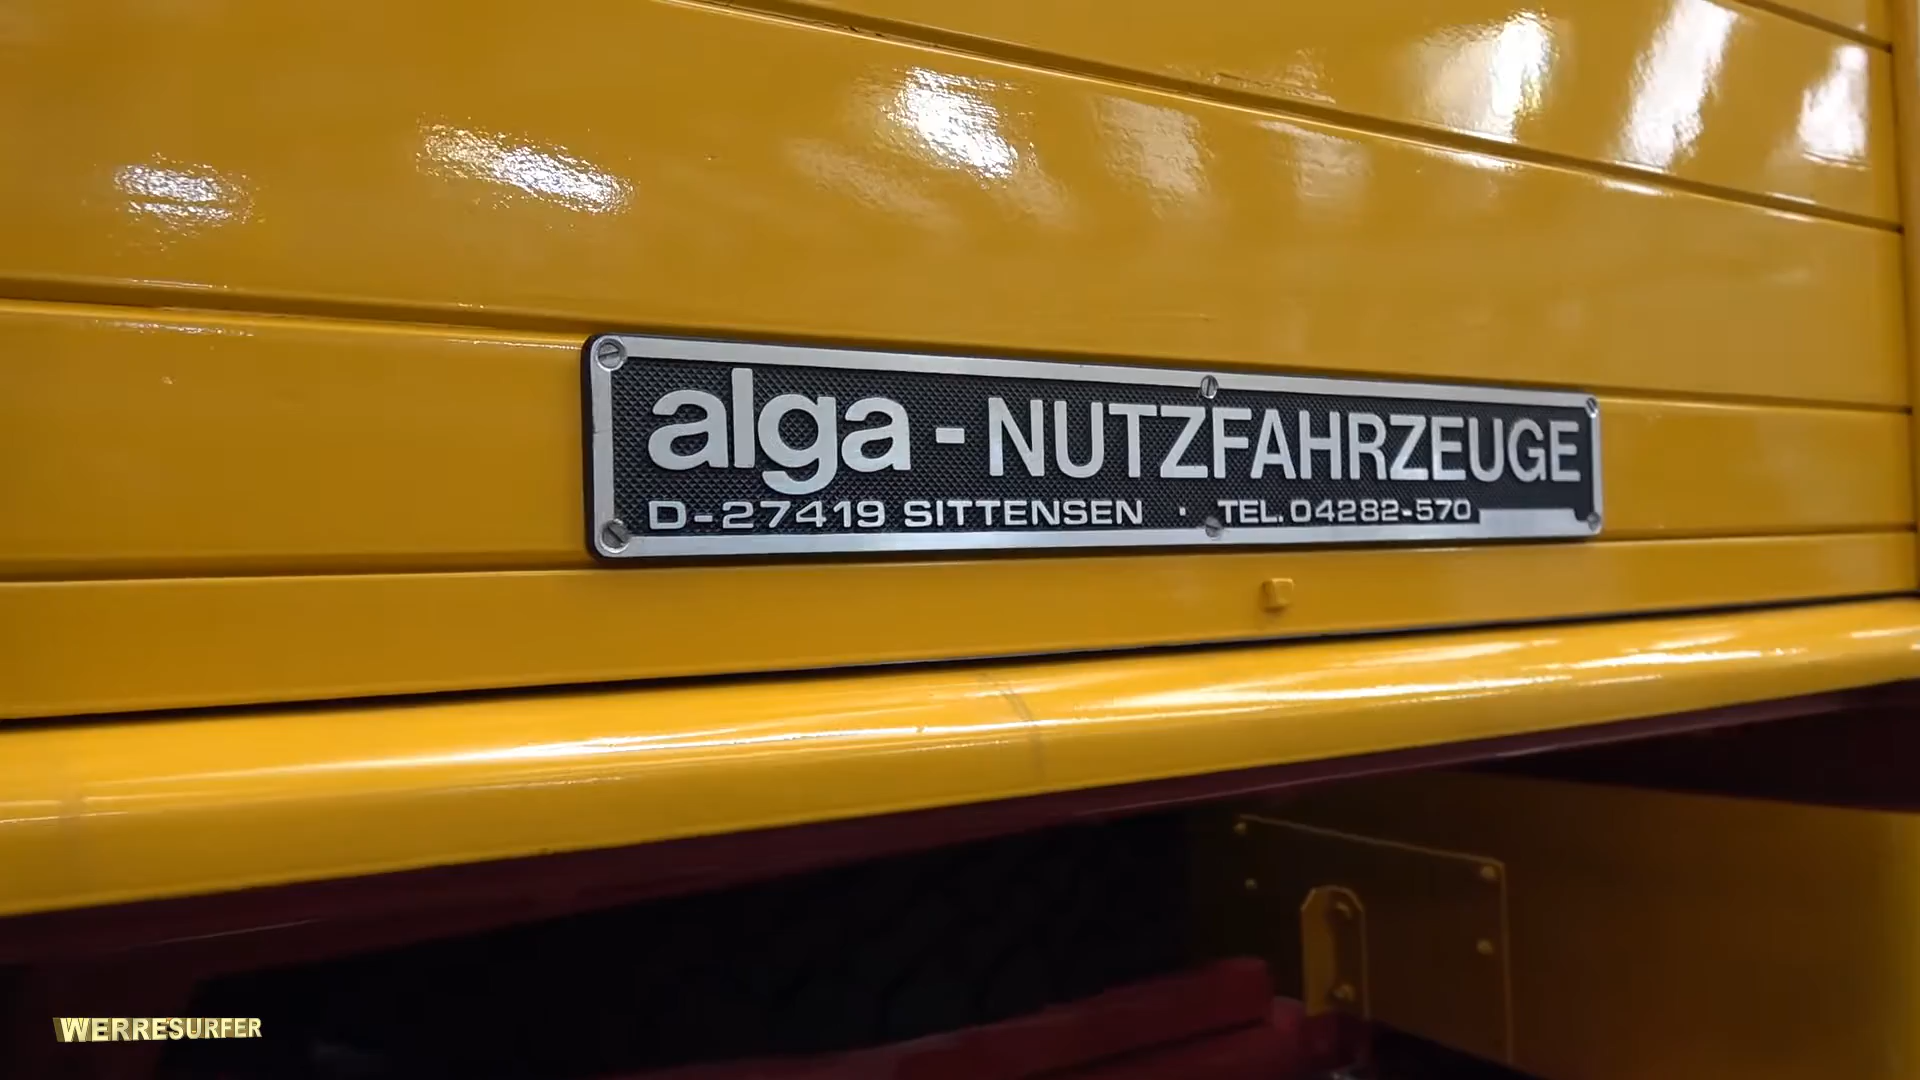 alga - NUTZFAHRZEUGE
D-27419 SITTENSEN · TEL. 04282-570
WERRESURFER